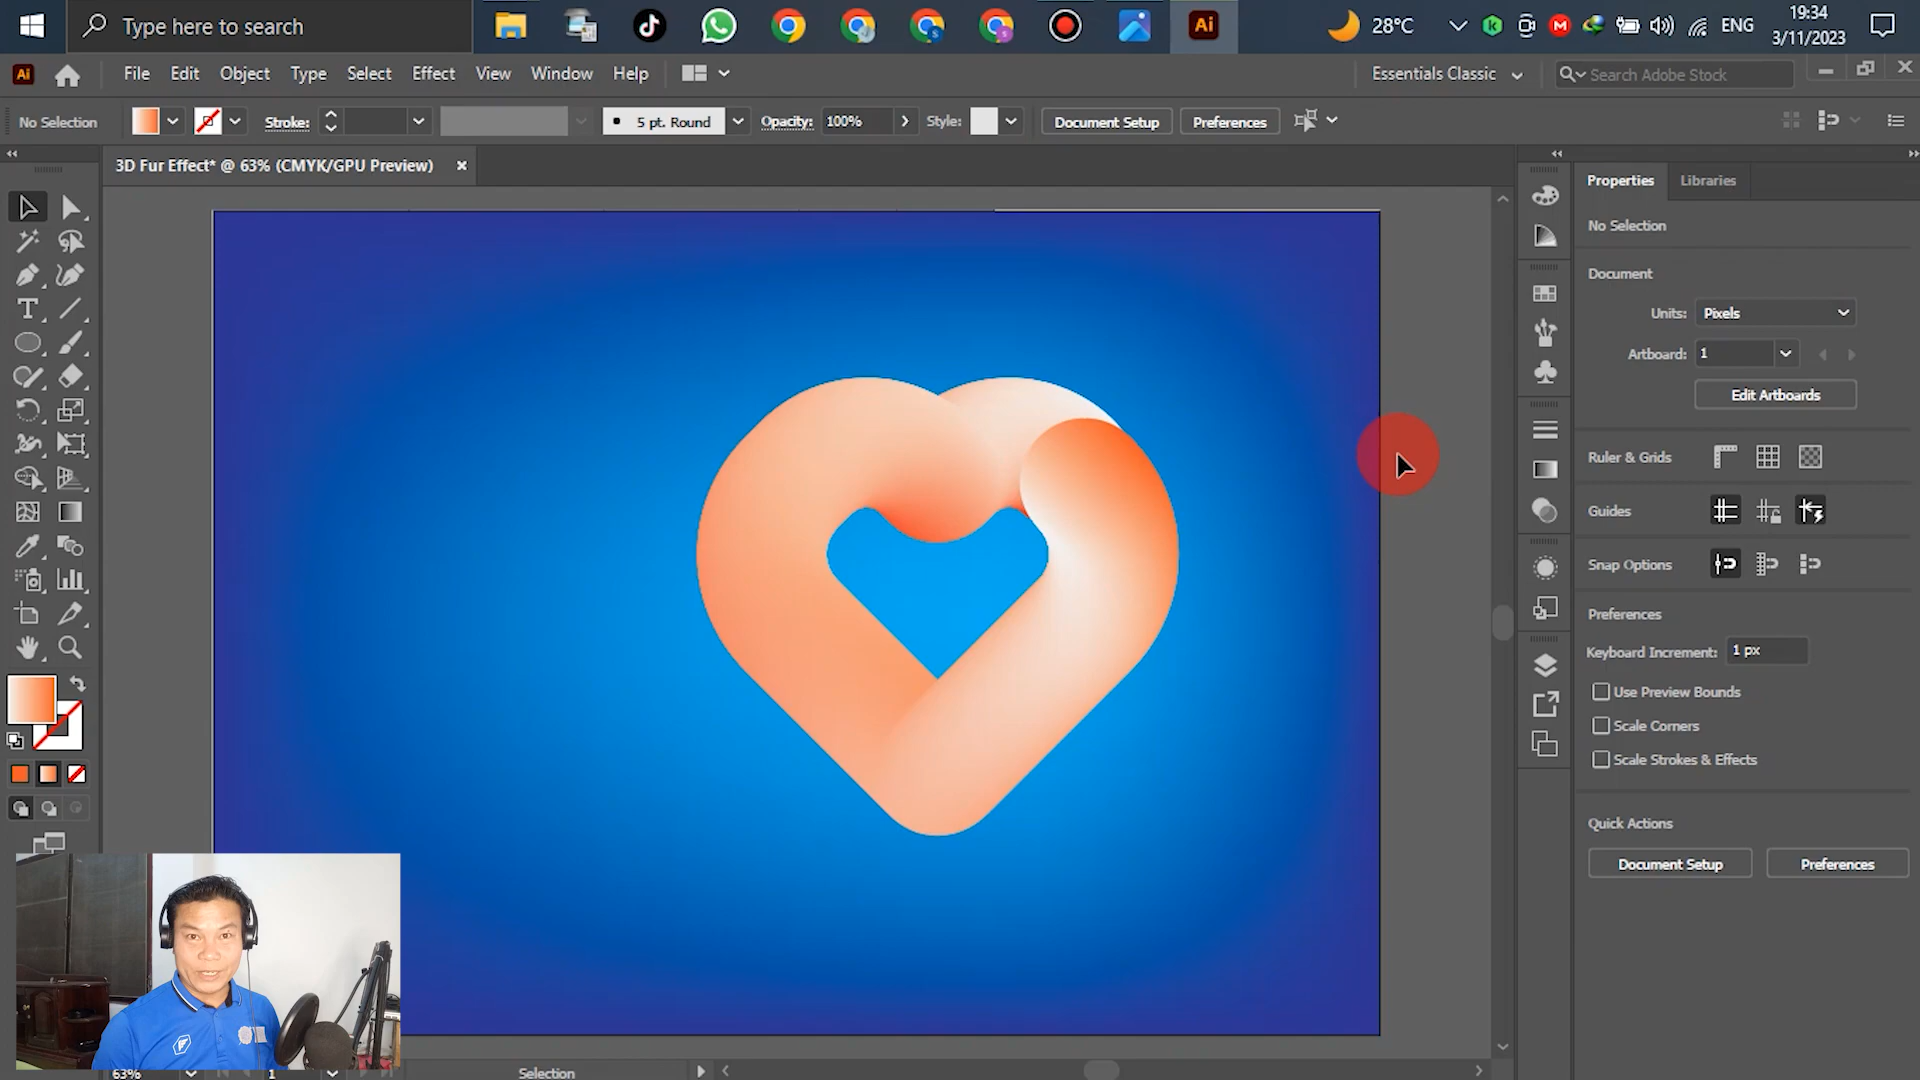 Type here to search
28°C
ENG
19:34
3/11/2023
Ai
Ai
File Edit Object Type Select Effect View Window Help
Essentials Classic
Search Adobe Stock
No Selection
Stroke:
5 pt. Round
Opacity: 100%
Style:
Document Setup
Preferences
3D Fur Effect* @ 63% (CMYK/GPU Preview)
Properties
Libraries
No Selection
Document
Units: Pixels
Artboard: 1
Edit Artboards
Ruler & Grids
Guides
Snap Options
Preferences
Keyboard Increment: 1 px
Use Preview Bounds
Scale Corners
Scale Strokes & Effects
Quick Actions
Document Setup
Preferences
63%
1
Selection